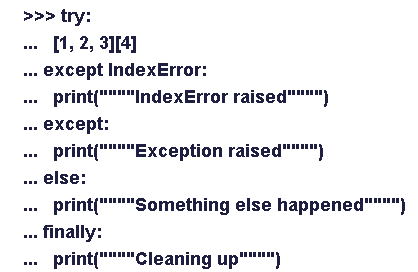 >>> try:
...   [1, 2, 3][4]
... except IndexError:
...   print(""""IndexError raised"""")
... except:
...   print(""""Exception raised"""")
... else:
...   print(""""Something else happened"""")
... finally:
...   print(""""Cleaning up"""")